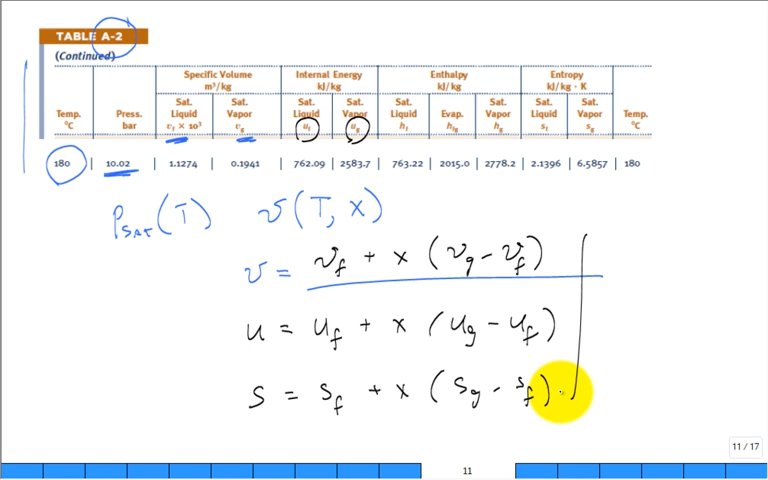 TABLE A-2
(Continued)
Specific Volume Internal Energy Enthalpy Entropy
m³/kg kJ/kg kJ/kg kJ/kg · K
Sat. Sat. Sat. Sat. Sat. Sat. Sat. Sat.
Temp. Press. Liquid Vapor Liquid Vapor Liquid Evap. Vapor Liquid Vapor Temp.
°C bar v_f × 10³ v_g u_f u_g h_f h_fg h_g s_f s_g °C
180 | 10.02 | 1.1274 | 0.1941 | 762.09 | 2583.7 | 763.22 | 2015.0 | 2778.2 | 2.1396 | 6.5857 | 180
P_SAT (T) v (T, x)
v = v_f + x (v_g - v_f)
u = u_f + x (u_g - u_f)
s = s_f + x (s_g - s_f).
11 / 17
11